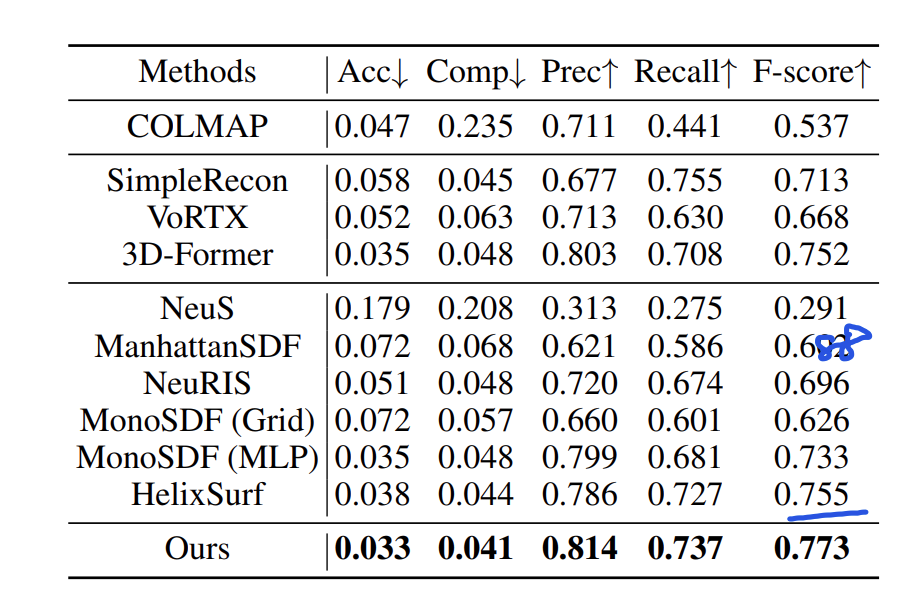 Methods Acc↓ Comp↓ Prec↑ Recall↑ F-score↑
COLMAP 0.047 0.235 0.711 0.441 0.537
SimpleRecon 0.058 0.045 0.677 0.755 0.713
VoRTX 0.052 0.063 0.713 0.630 0.668
3D-Former 0.035 0.048 0.803 0.708 0.752
NeuS 0.179 0.208 0.313 0.275 0.291
ManhattanSDF 0.072 0.068 0.621 0.586
NeuRIS 0.051 0.048 0.720 0.674 0.696
MonoSDF (Grid) 0.072 0.057 0.660 0.601 0.626
MonoSDF (MLP) 0.035 0.048 0.799 0.681 0.733
HelixSurf 0.038 0.044 0.786 0.727 0.755
Ours 0.033 0.041 0.814 0.737 0.773